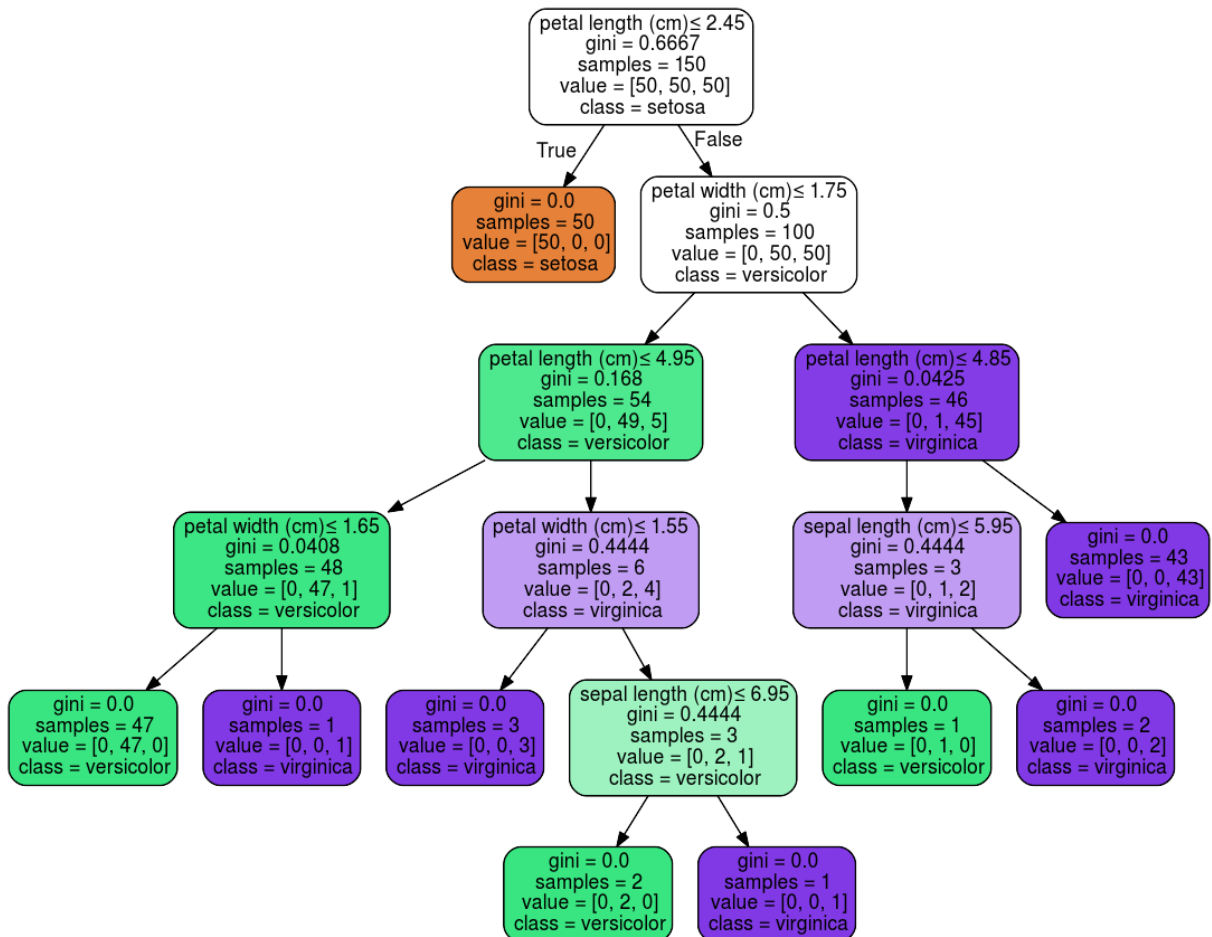 petal length (cm)≤ 2.45
gini = 0.6667
samples = 150
value = [50, 50, 50]
class = setosa
True
False
gini = 0.0
samples = 50
value = [50, 0, 0]
class = setosa
petal width (cm)≤ 1.75
gini = 0.5
samples = 100
value = [0, 50, 50]
class = versicolor
petal length (cm)≤ 4.95
gini = 0.168
samples = 54
value = [0, 49, 5]
class = versicolor
petal length (cm)≤ 4.85
gini = 0.0425
samples = 46
value = [0, 1, 45]
class = virginica
petal width (cm)≤ 1.65
gini = 0.0408
samples = 48
value = [0, 47, 1]
class = versicolor
petal width (cm)≤ 1.55
gini = 0.4444
samples = 6
value = [0, 2, 4]
class = virginica
sepal length (cm)≤ 5.95
gini = 0.4444
samples = 3
value = [0, 1, 2]
class = virginica
gini = 0.0
samples = 43
value = [0, 0, 43]
class = virginica
gini = 0.0
samples = 47
value = [0, 47, 0]
class = versicolor
gini = 0.0
samples = 1
value = [0, 0, 1]
class = virginica
gini = 0.0
samples = 3
value = [0, 0, 3]
class = virginica
sepal length (cm)≤ 6.95
gini = 0.4444
samples = 3
value = [0, 2, 1]
class = versicolor
gini = 0.0
samples = 1
value = [0, 1, 0]
class = versicolor
gini = 0.0
samples = 2
value = [0, 0, 2]
class = virginica
gini = 0.0
samples = 2
value = [0, 2, 0]
class = versicolor
gini = 0.0
samples = 1
value = [0, 0, 1]
class = virginica